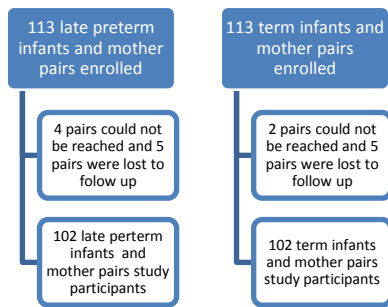 113 late preterm
infants and mother
pairs enrolled
4 pairs could not
be reached and 5
pairs were lost to
folow up
102 late perterm
infants and
mother pairs study
participants
113 term infants and
mother pairs
enrolled
2 pairs could not
be reached and 5
pairs were lost to
follow up
102 term infants
and mother pairs
study participants